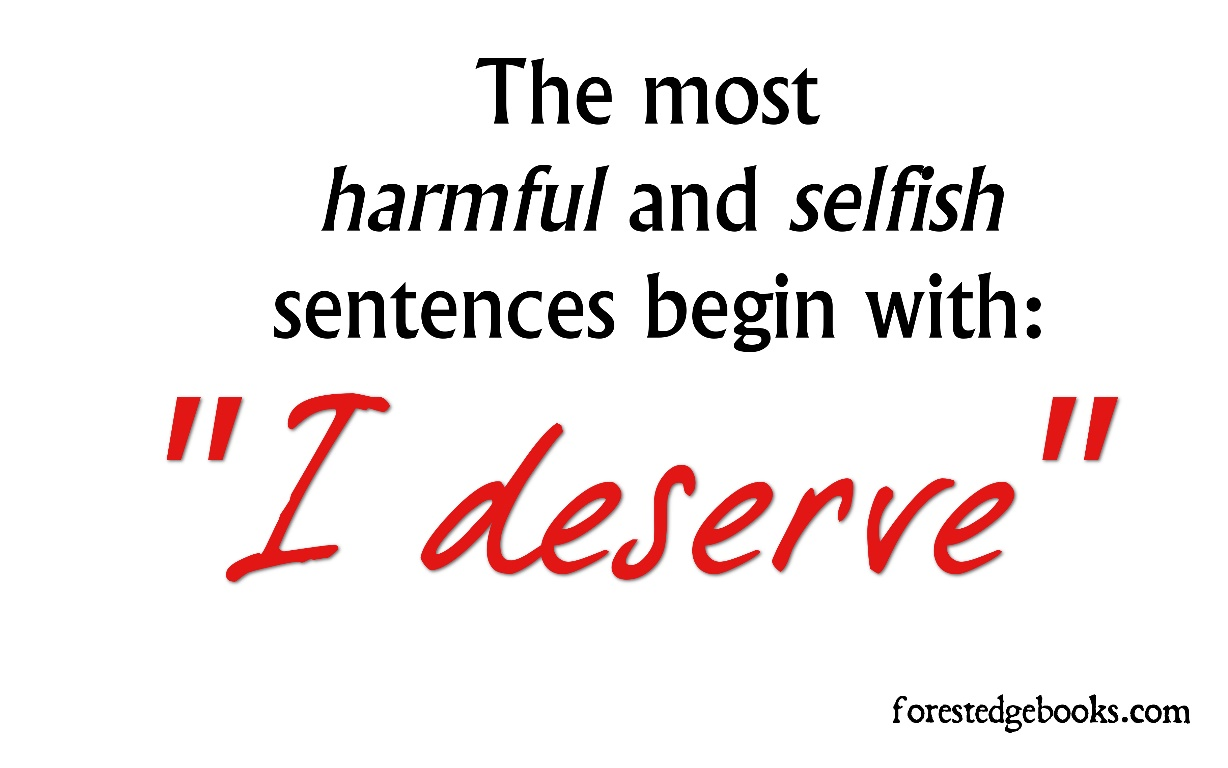 The most
harmful and selfish
sentences begin with:
"I deserve"
forestedgebooks.com